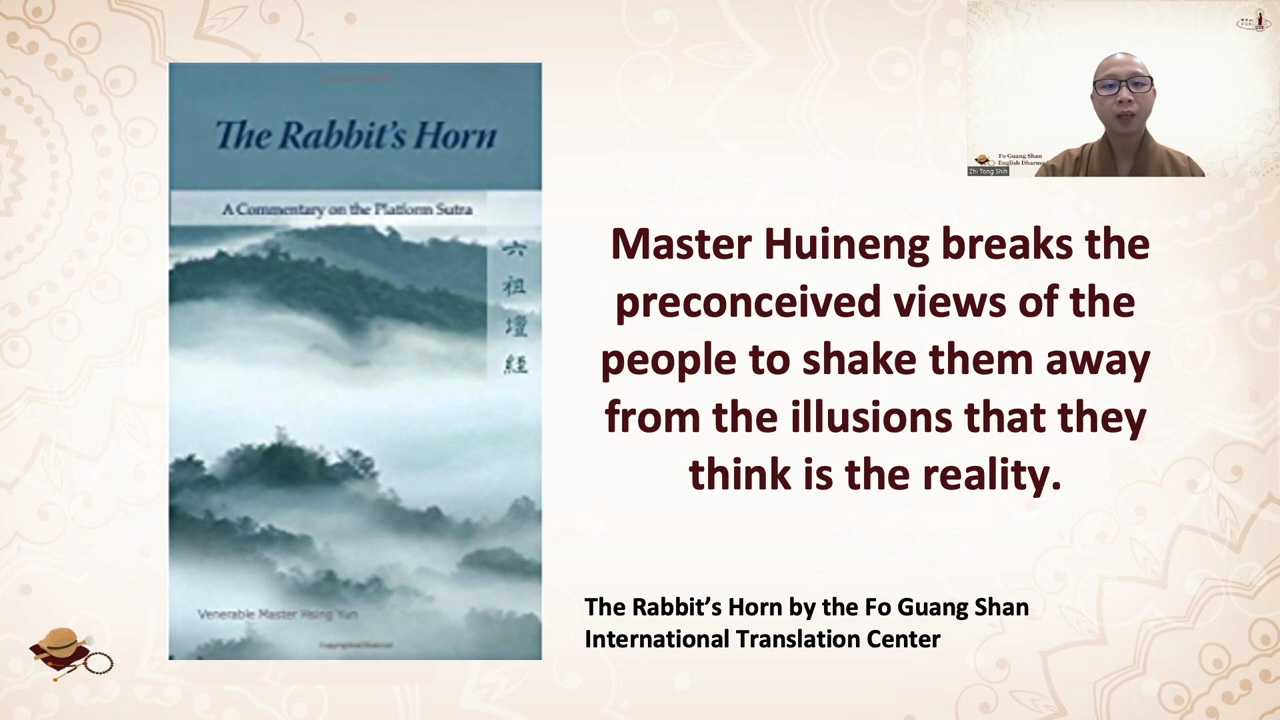 The Rabbit's Horn
A Commentary on the Platform Sutra
六
祖
壇
經
Venerable Master Hsing Yun
Fo Guang Shan
English Dharma
Zhi Tong Shih
Master Huineng breaks the
preconceived views of the
people to shake them away
from the illusions that they
think is the reality.
The Rabbit’s Horn by the Fo Guang Shan
International Translation Center